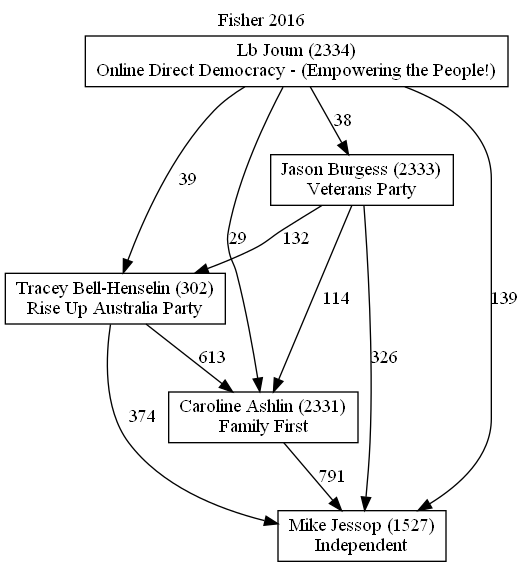 Fisher 2016
Lb Joum (2334)
Online Direct Democracy - (Empowering the People!)
38
Jason Burgess (2333)
Veterans Party
39
29
132
Tracey Bell-Henselin (302)
Rise Up Australia Party
114
139
326
613
Caroline Ashlin (2331)
Family First
374
791
Mike Jessop (1527)
Independent